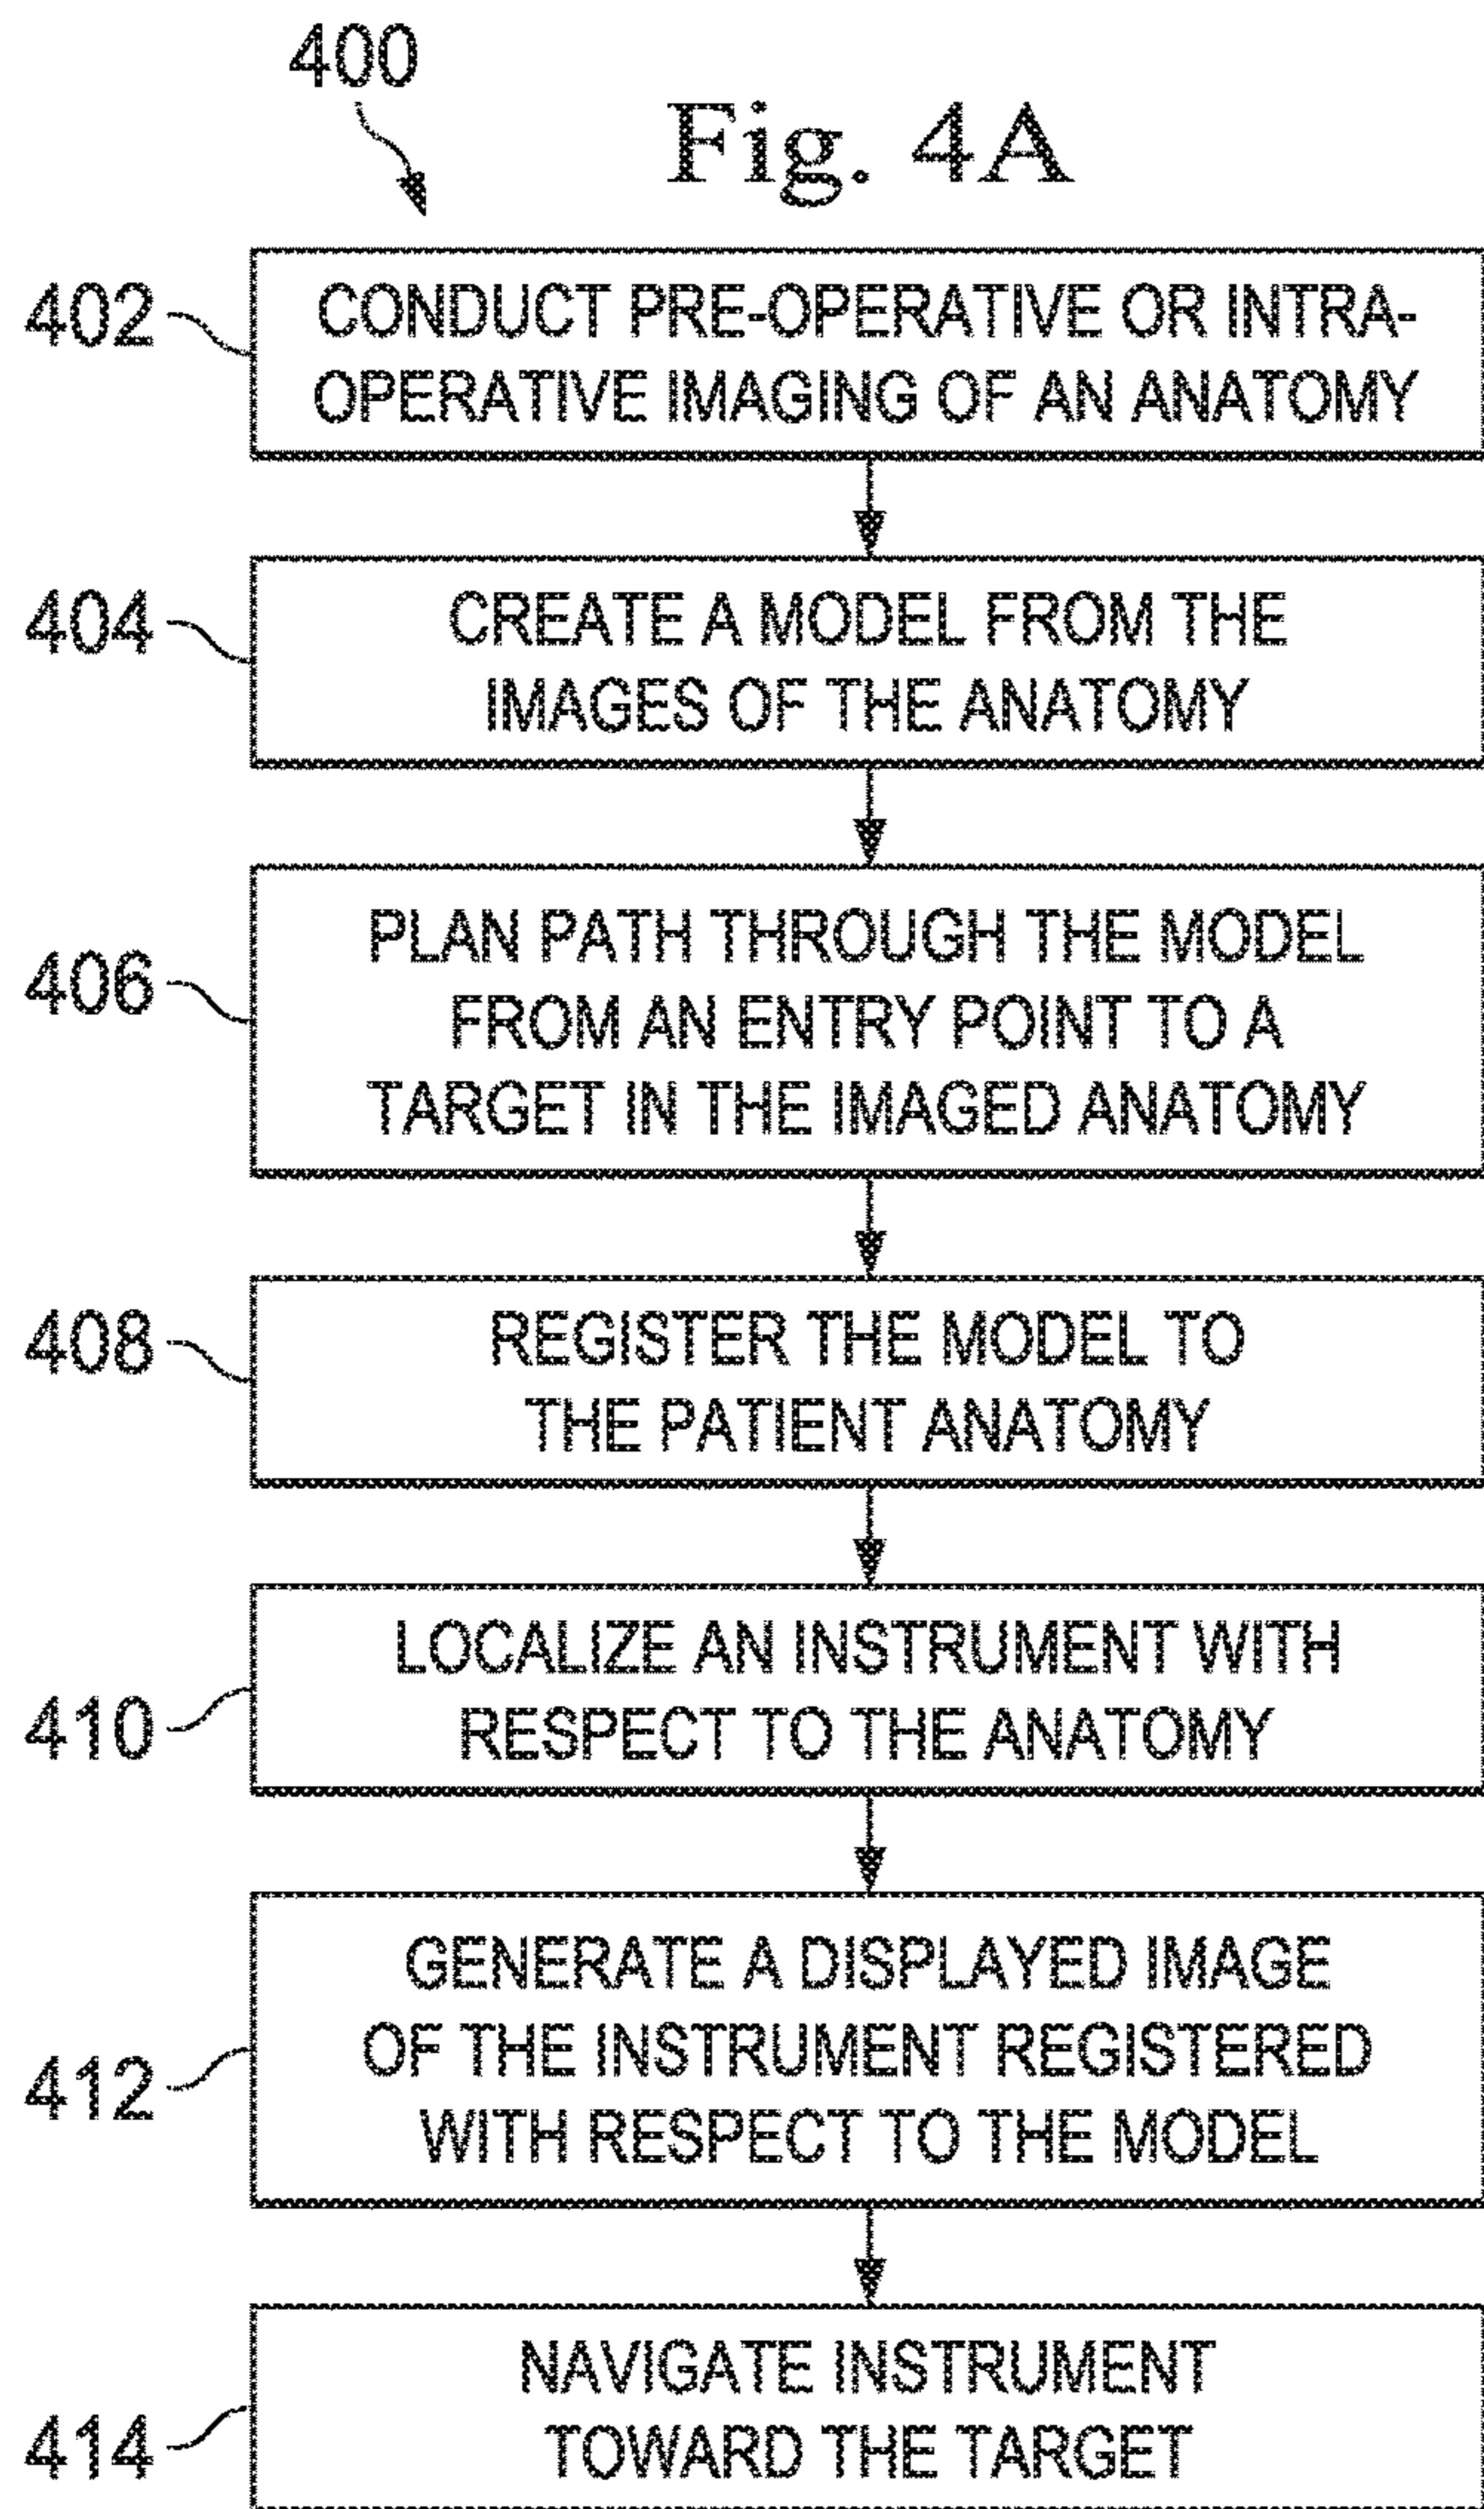 400
Fig. 4A
402
CONDUCT PRE-OPERATIVE OR INTRA-
OPERATIVE IMAGING OF AN ANATOMY
404
CREATE A MODEL FROM THE
IMAGES OF THE ANATOMY
406
PLAN PATH THROUGH THE MODEL
FROM AN ENTRY POINT TO A
TARGET IN THE IMAGED ANATOMY
408
REGISTER THE MODEL TO
THE PATIENT ANATOMY
410
LOCALIZE AN INSTRUMENT WITH
RESPECT TO THE ANATOMY
412
GENERATE A DISPLAYED IMAGE
OF THE INSTRUMENT REGISTERED
WITH RESPECT TO THE MODEL
414
NAVIGATE INSTRUMENT
TOWARD THE TARGET